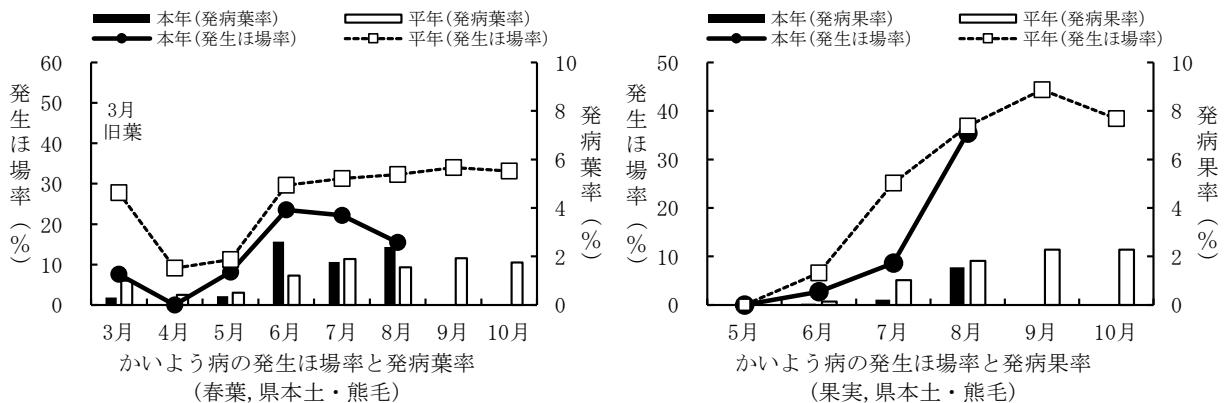 本年(発病葉率)
平年(発病葉率)
本年(発生ほ場率)
平年(発生ほ場率)
発生ほ場率(%)
60
50
40
30
20
10
0
3月
旧葉
10
8
6
4
2
0
発病葉率(%)
3月 4月 5月 6月 7月 8月 9月 10月
かいよう病の発生ほ場率と発病葉率
(春葉,県本土・熊毛)
本年(発病果率)
平年(発病果率)
本年(発生ほ場率)
平年(発生ほ場率)
発生ほ場率(%)
50
40
30
20
10
0
10
8
6
4
2
0
発病果率(%)
5月 6月 7月 8月 9月 10月
かいよう病の発生ほ場率と発病果率
(果実,県本土・熊毛)